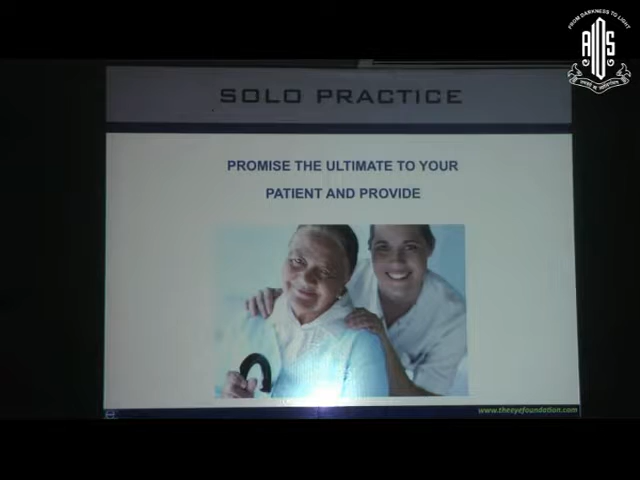 FROM DARKNESS TO LIGHT
AIOS
SOLO PRACTICE
PROMISE THE ULTIMATE TO YOUR
PATIENT AND PROVIDE
www.theeyefoundation.com